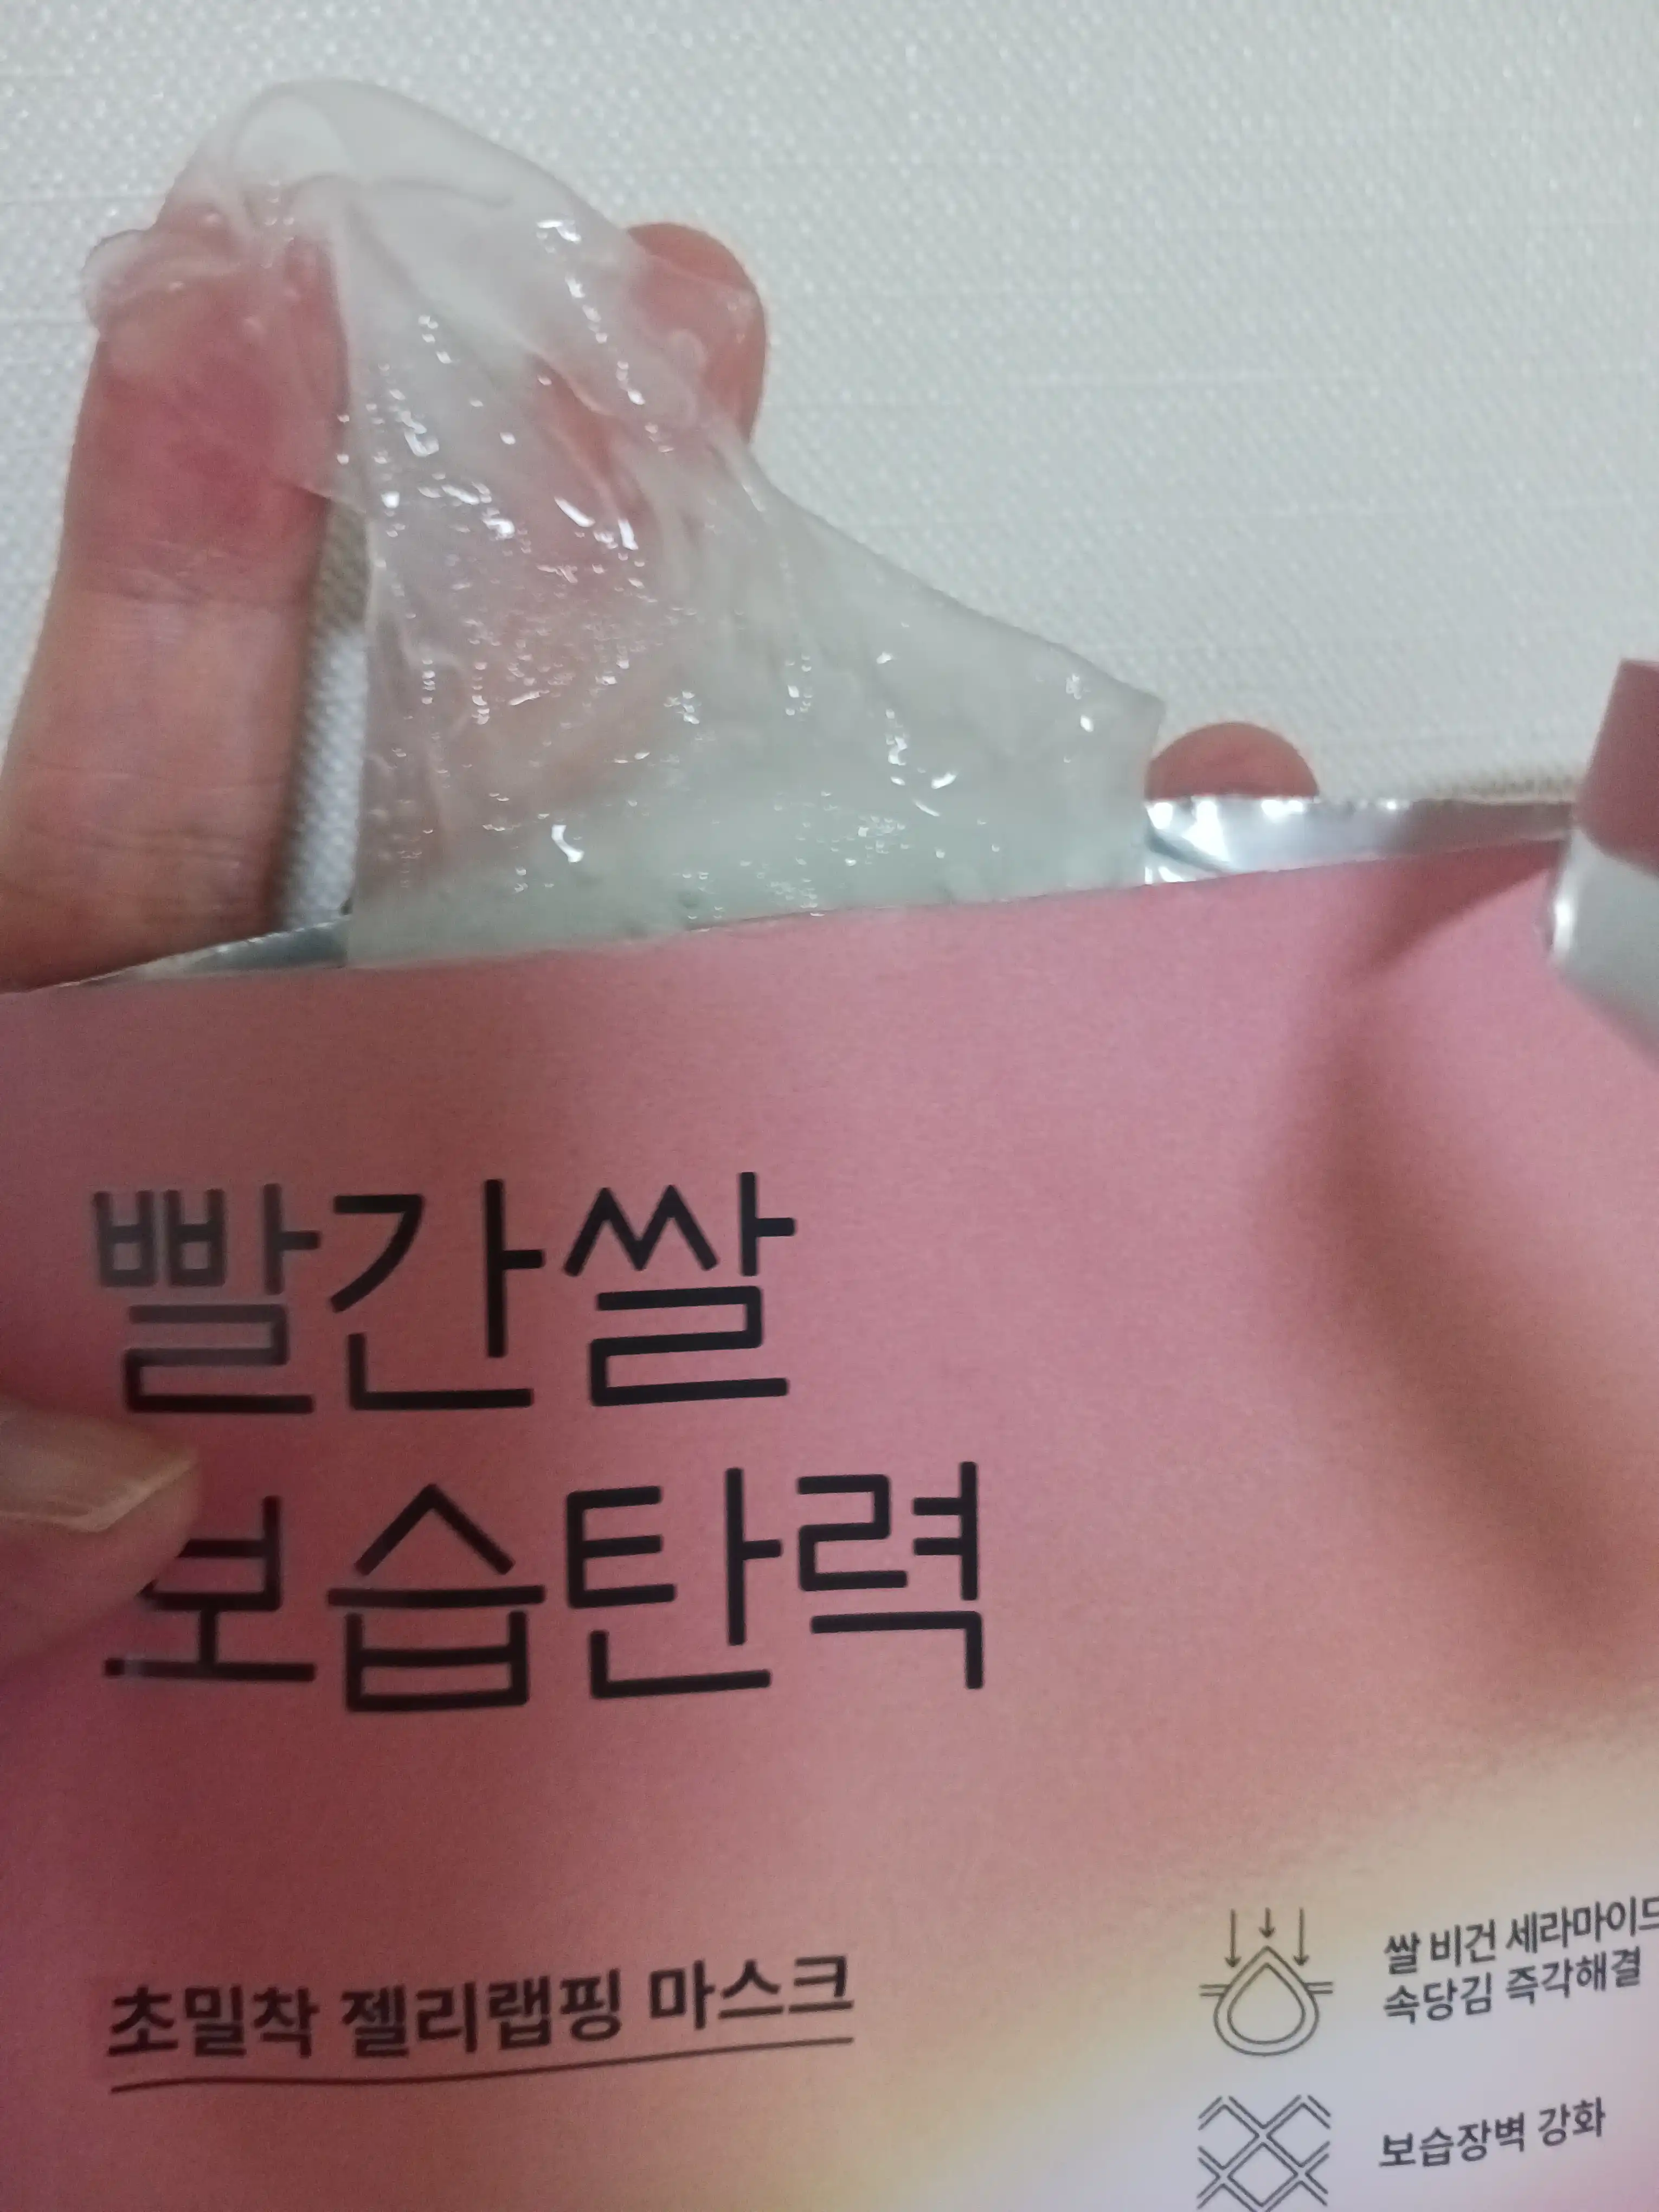 빨간쌀
보습탄력
초밀착 젤리랩핑 마스크
쌀 비건 세라마이드
속당김 즉각해결
보습장벽 강화